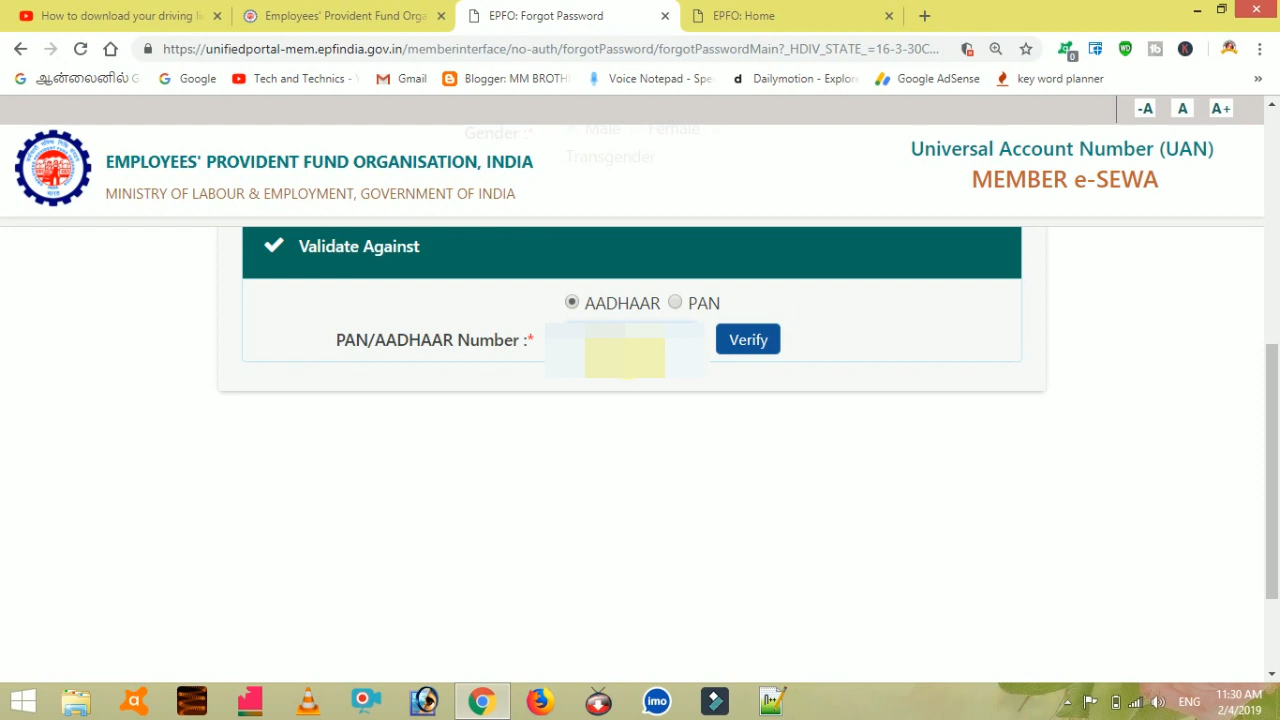 How to download your driving li
Employees' Provident Fund Orga
EPFO: Forgot Password
EPFO: Home
https://unifiedportal-mem.epfindia.gov.in/memberinterface/no-auth/forgotPassword/forgotPasswordMain?_HDIV_STATE_=16-3-30C...
ஆன்லைனில் G
Google
Tech and Technics - Y
Gmail
Blogger: MM BROTH
Voice Notepad - Spe
Dailymotion - Explor
Google AdSense
key word planner
»
-A A A+
Gender :* Male Female
Transgender
EMPLOYEES' PROVIDENT FUND ORGANISATION, INDIA
MINISTRY OF LABOUR & EMPLOYMENT, GOVERNMENT OF INDIA
Universal Account Number (UAN)
MEMBER e-SEWA
Validate Against
AADHAAR PAN
PAN/AADHAAR Number :*
Verify
imo
ENG
11:30 AM
2/4/2019